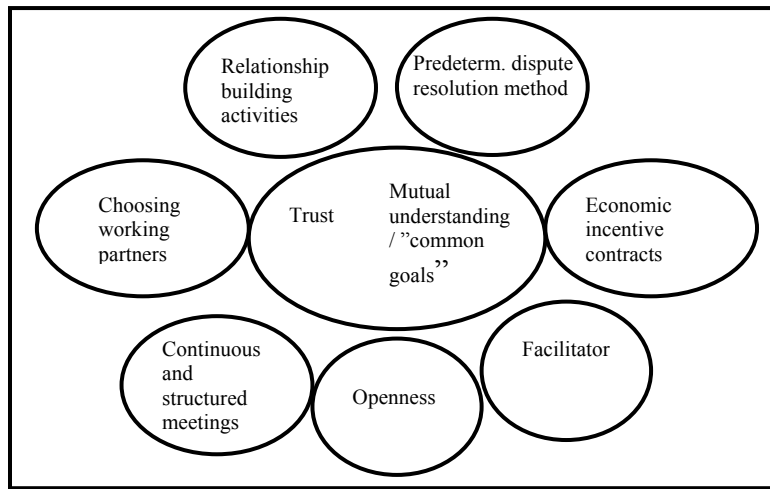 Relationship
building
activities
Predeterm. dispute
resolution method
Choosing
working
partners
Trust
Mutual
understanding
/ ”common
goals”
Economic
incentive
contracts
Continuous
and
structured
meetings
Openness
Facilitator